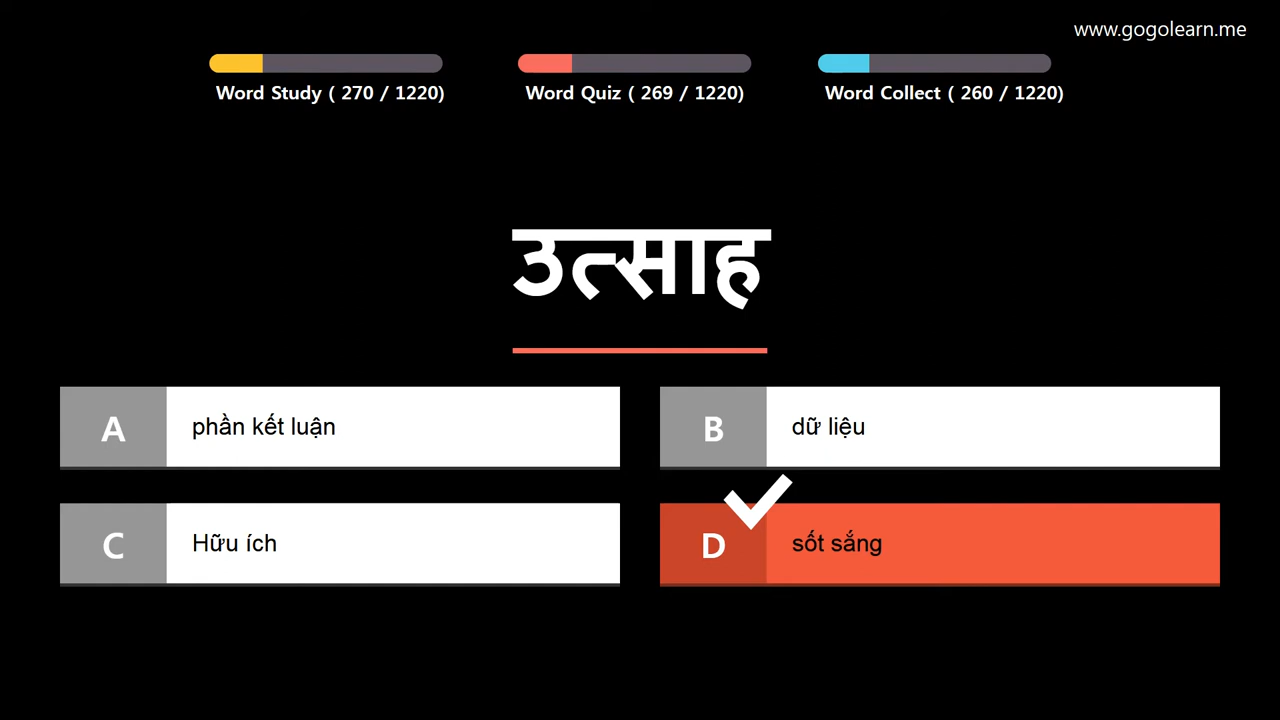 www.gogolearn.me
Word Study ( 270 / 1220)
Word Quiz ( 269 / 1220)
Word Collect ( 260 / 1220)
उत्साह
A phần kết luận
B dữ liệu
C Hữu ích
D sốt sắng